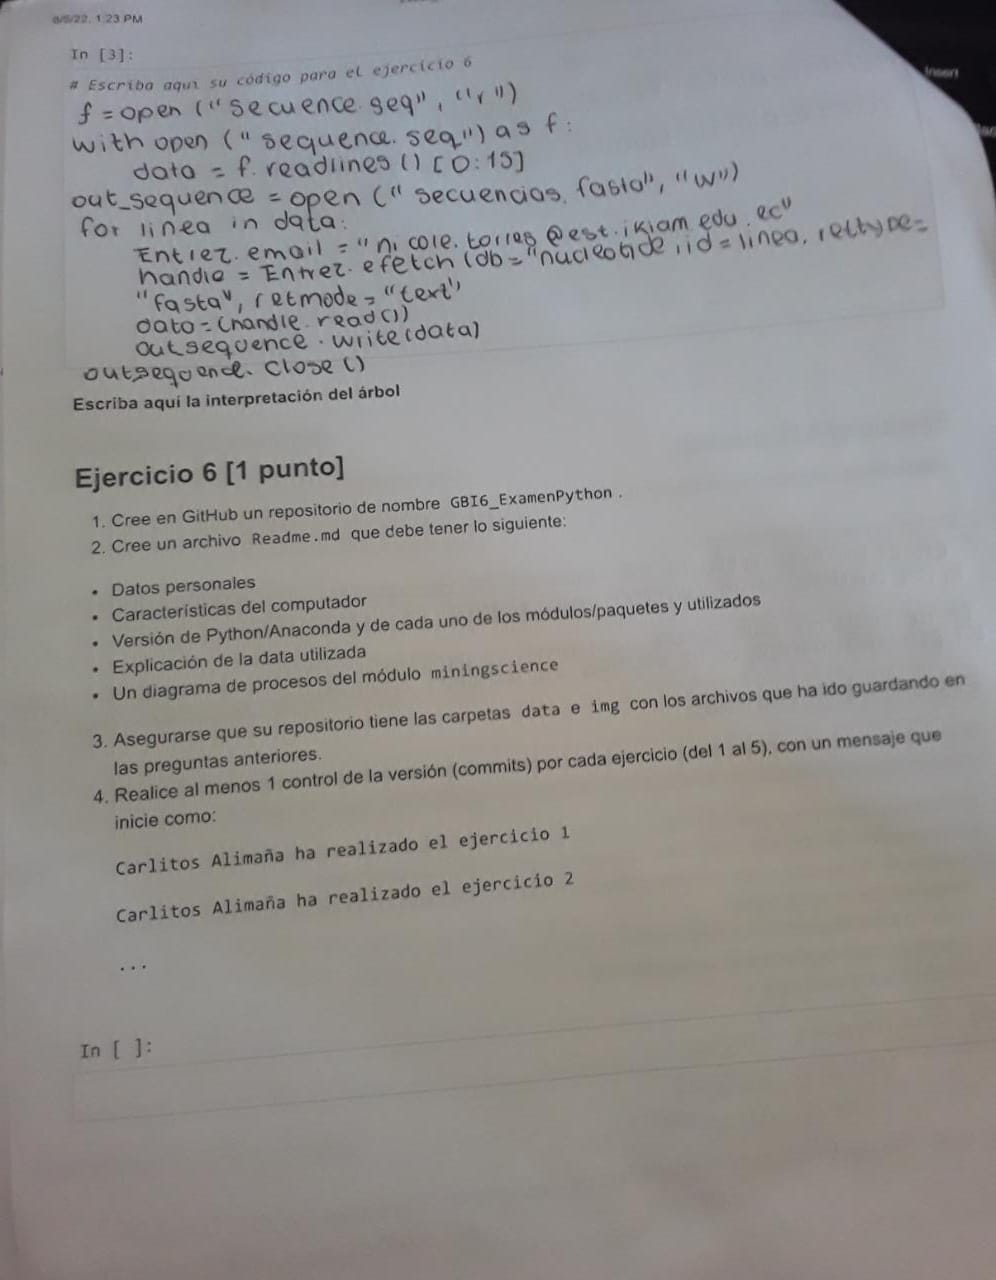 8/5/22, 1:23 PM
Insert
In [3]:
# Escriba aquí su código para el ejercicio 6
f = open ("secuence.seq", "r")
with open ("sequence.seq") as f:
data = f.readlines () [0:15]
out_sequence = open (" secuencias.fasta", "w")
for linea in data:
Entrez.email = "nicole.torres@est.ikiam.edu.ec"
handle = Entrez.efetch (db="nucleotide, id = linea, rettype=
"fasta", retmode = "text"
dato = (handle.read())
outsequence.write(data)
outsequence.close ()
Escriba aquí la interpretación del árbol
Ejercicio 6 [1 punto]
1. Cree en GitHub un repositorio de nombre GBI6_ExamenPython .
2. Cree un archivo Readme.md que debe tener lo siguiente:
• Datos personales
• Características del computador
• Versión de Python/Anaconda y de cada uno de los módulos/paquetes y utilizados
• Explicación de la data utilizada
• Un diagrama de procesos del módulo miningscience
3. Asegurarse que su repositorio tiene las carpetas data e img con los archivos que ha ido guardando en
las preguntas anteriores.
4. Realice al menos 1 control de la versión (commits) por cada ejercicio (del 1 al 5), con un mensaje que
inicie como:
Carlitos Alimaña ha realizado el ejercicio 1
Carlitos Alimaña ha realizado el ejercicio 2
...
In [ ]: